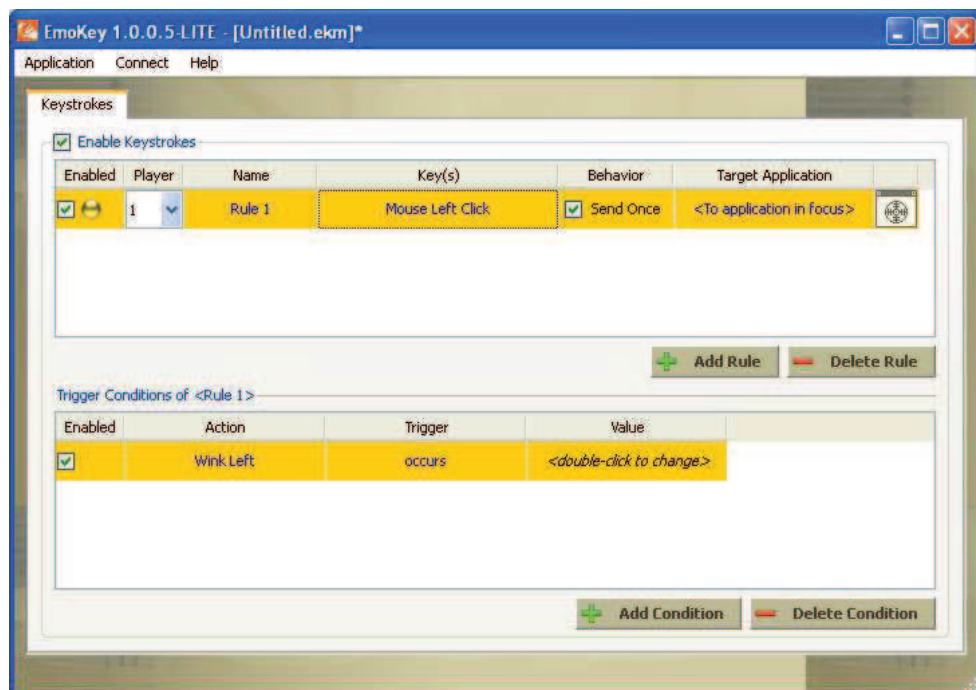 EmoKey 1.0.0.5-LITE - [Untitled.ekm]*
Application Connect Help
Keystrokes
Enable Keystrokes
Enabled Player Name Key(s) Behavior Target Application
1 Rule 1 Mouse Left Click Send Once <To application in focus>
Add Rule Delete Rule
Trigger Conditions of <Rule 1>
Enabled Action Trigger Value
Wink Left occurs <double-click to change>
Add Condition Delete Condition